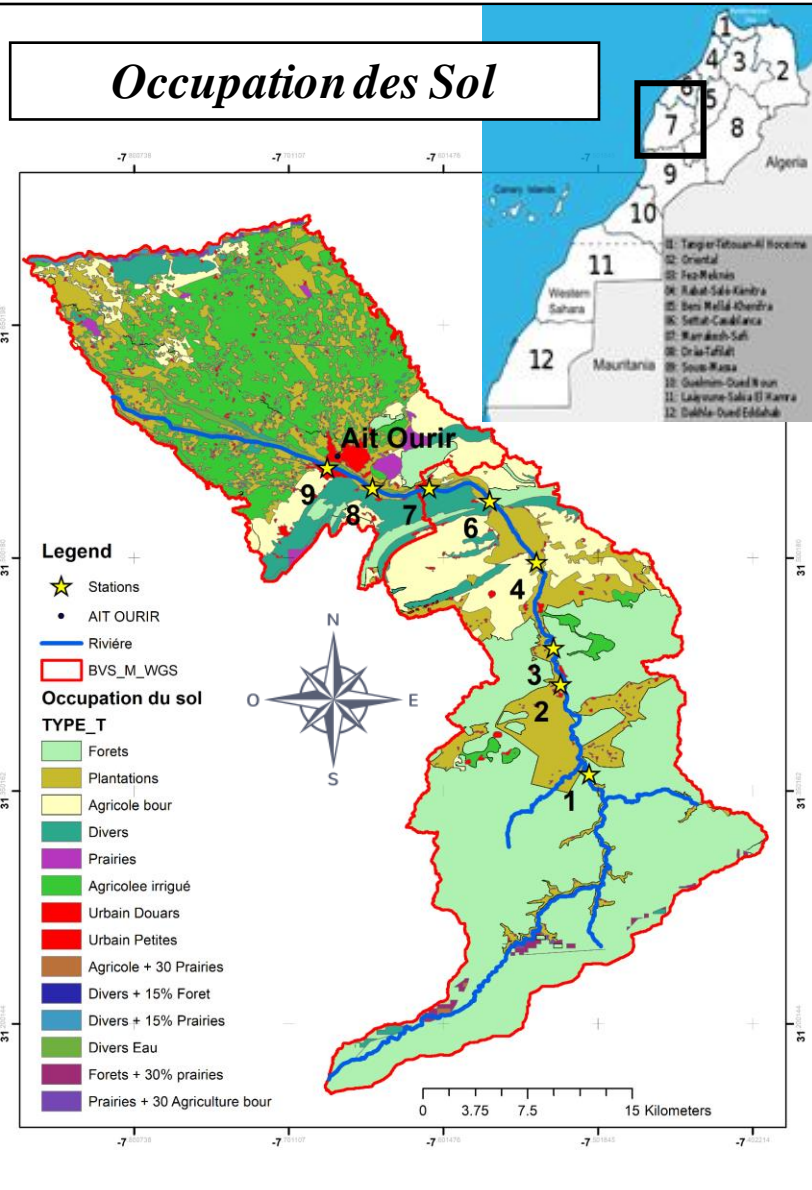 Occupation des Sol
1
2
3
4
5
6
7
8
9
10
11
12
Algeria
Canary Islands
Western
Sahara
Mauritania
01: Tangier-Tetouan-Al Hoceima
02: Oriental
03: Fez-Meknès
04: Rabat-Salé-Kénitra
05: Beni Mellal-Khenifra
06: Settat-Casablanca
07: Marrakesh-Safi
08: Drâa-Tafilalt
09: Souss-Massa
10: Guelmim-Oued Noun
11: Laâyoune-Sakia El Hamra
12: Dakhla-Oued Eddahab
Ait Ourir
9
8
7
6
4
3
2
1
Legend
Stations
AIT OURIR
Riviére
BVS_M_WGS
Occupation du sol
TYPE_T
Forets
Plantations
Agricole bour
Divers
Prairies
Agricolee irrigué
Urbain Douars
Urbain Petites
Agricole + 30 Prairies
Divers + 15% Foret
Divers + 15% Prairies
Divers Eau
Forets + 30% prairies
Prairies + 30 Agriculture bour
N
O
E
S
0 3.75 7.5 15 Kilometers